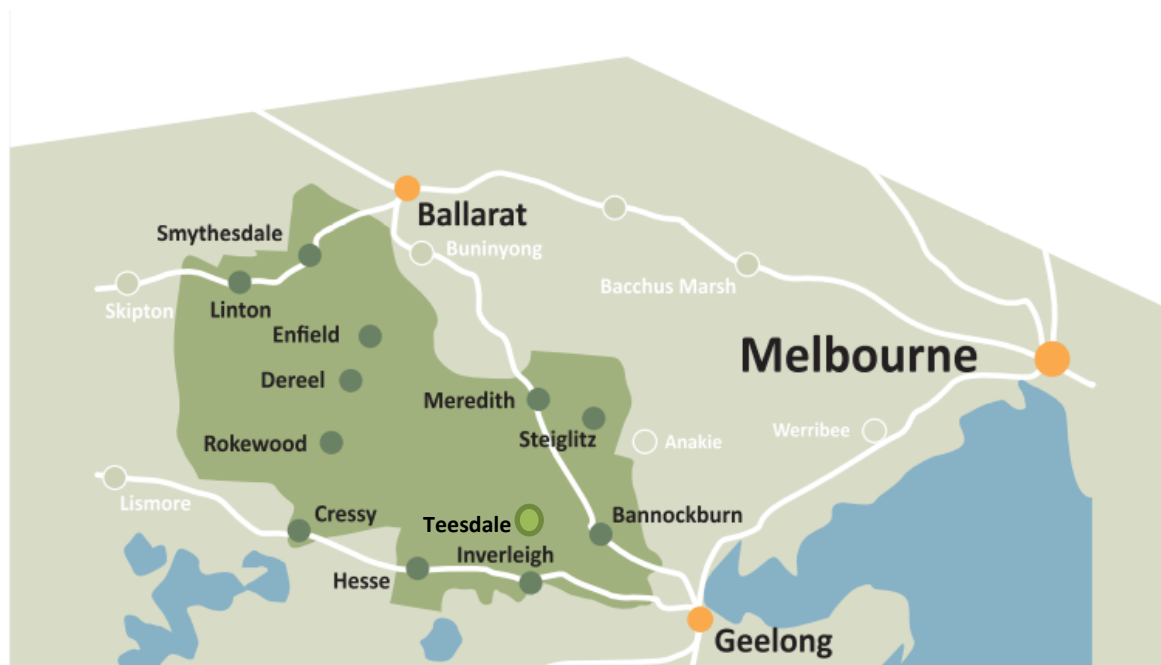 Ballarat
Smythesdale
Buninyong
Bacchus Marsh
Skipton
Linton
Enfield
Melbourne
Dereel
Meredith
Werribee
Steiglitz
Anakie
Rokewood
Lismore
Cressy
Bannockburn
Teesdale
Inverleigh
Hesse
Geelong